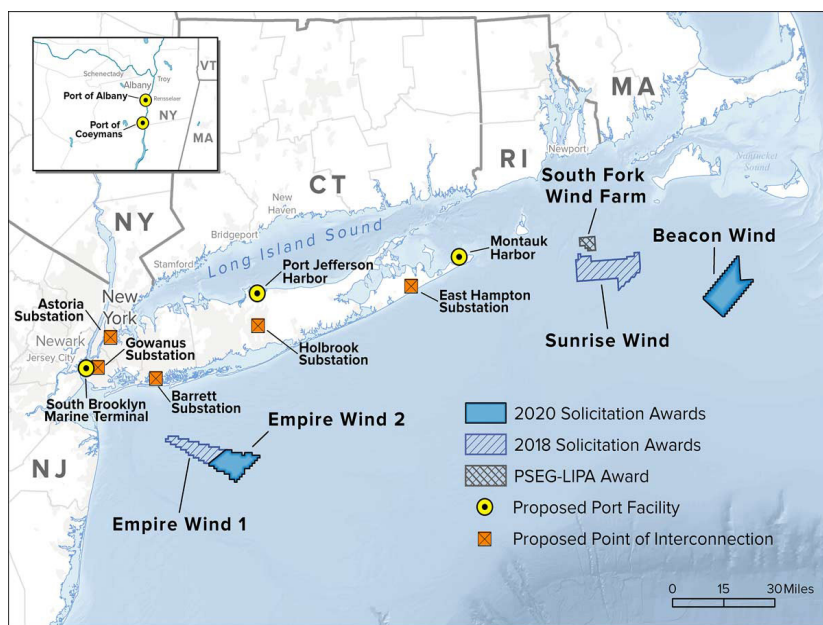 VT
Schenectady
Troy
Albany
Port of Albany
Rensselaer
NY
Port of
Coeymans
MA
MA
RI
Newport
Nantucket
Sound
CT
New
Haven
Bridgeport
Stamford
Long Island Sound
NY
South Fork
Wind Farm
Beacon Wind
Sunrise Wind
Montauk
Harbor
Port Jefferson
Harbor
East Hampton
Substation
Holbrook
Substation
New
York
Astoria
Substation
Newark
Jersey City
Gowanus
Substation
South Brooklyn
Marine Terminal
Barrett
Substation
NJ
Empire Wind 2
Empire Wind 1
2020 Solicitation Awards
2018 Solicitation Awards
PSEG-LIPA Award
Proposed Port Facility
Proposed Point of Interconnection
0 15 30 Miles